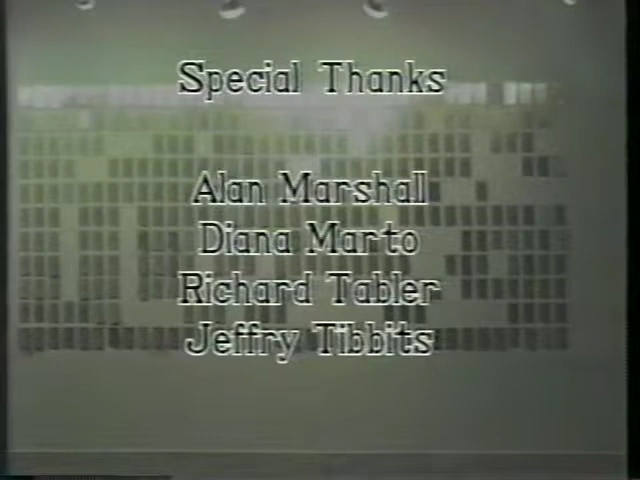 Special Thanks
Alan Marshall
Diana Marto
Richard Tabler
Jeffry Tibbits